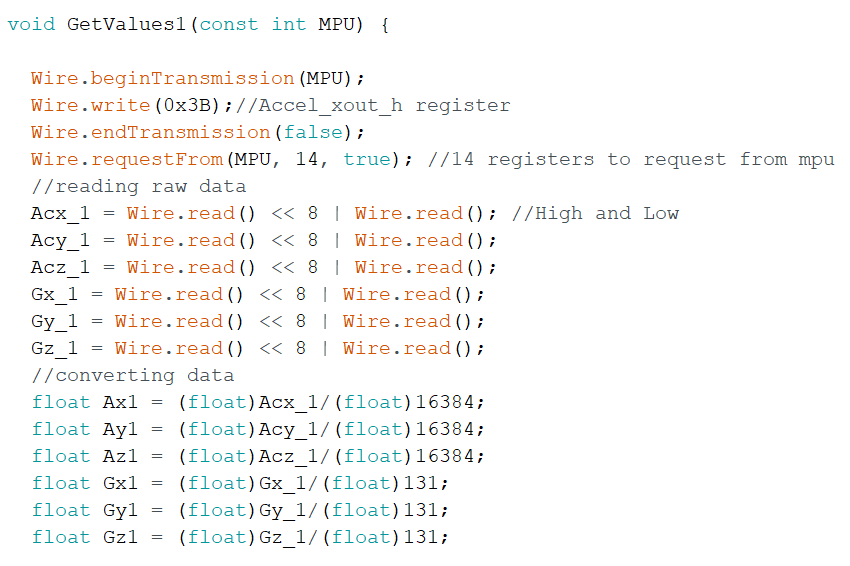 void GetValues1(const int MPU) {
Wire.beginTransmission(MPU);
Wire.write(0x3B);//Accel_xout_h register
Wire.endTransmission(false);
Wire.requestFrom(MPU, 14, true); //14 registers to request from mpu
//reading raw data
Acx_1 = Wire.read() << 8 | Wire.read(); //High and Low
Acy_1 = Wire.read() << 8 | Wire.read();
Acz_1 = Wire.read() << 8 | Wire.read();
Gx_1 = Wire.read() << 8 | Wire.read();
Gy_1 = Wire.read() << 8 | Wire.read();
Gz_1 = Wire.read() << 8 | Wire.read();
//converting data
float Ax1 = (float)Acx_1/(float)16384;
float Ay1 = (float)Acy_1/(float)16384;
float Az1 = (float)Acz_1/(float)16384;
float Gx1 = (float)Gx_1/(float)131;
float Gy1 = (float)Gy_1/(float)131;
float Gz1 = (float)Gz_1/(float)131;